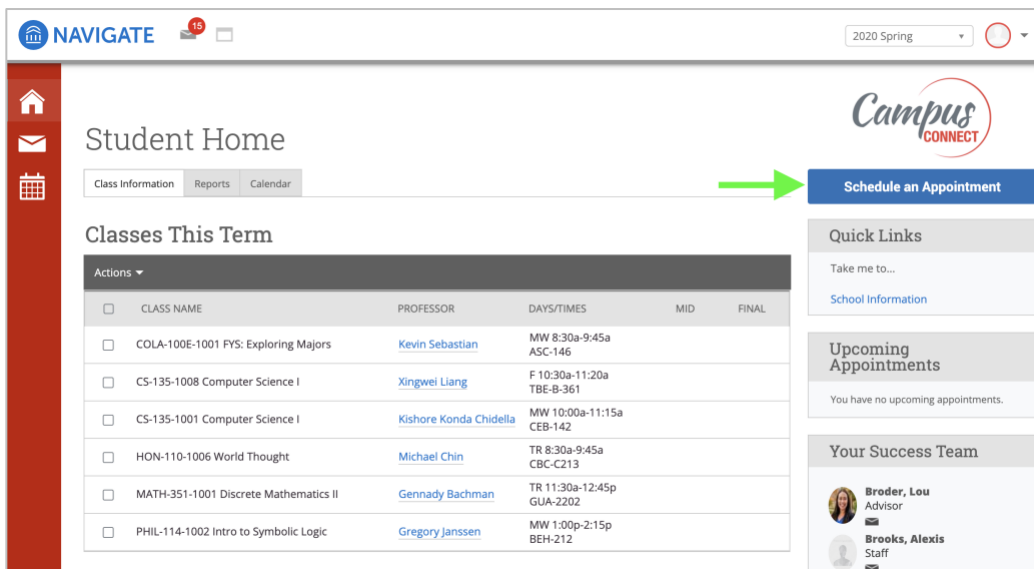 NAVIGATE
15
2020 Spring
Campus
CONNECT
Student Home
Class Information Reports Calendar
Schedule an Appointment
Classes This Term
Actions
CLASS NAME PROFESSOR DAYS/TIMES MID FINAL
COLA-100E-1001 FYS: Exploring Majors Kevin Sebastian MW 8:30a-9:45a
ASC-146
CS-135-1008 Computer Science I Xingwei Liang F 10:30a-11:20a
TBE-B-361
CS-135-1001 Computer Science I Kishore Konda Chidella MW 10:00a-11:15a
CEB-142
HON-110-1006 World Thought Michael Chin TR 8:30a-9:45a
CBC-C213
MATH-351-1001 Discrete Mathematics II Gennady Bachman TR 11:30a-12:45p
GUA-2202
PHIL-114-1002 Intro to Symbolic Logic Gregory Janssen MW 1:00p-2:15p
BEH-212
Quick Links
Take me to...
School Information
Upcoming
Appointments
You have no upcoming appointments.
Your Success Team
Broder, Lou
Advisor
Brooks, Alexis
Staff